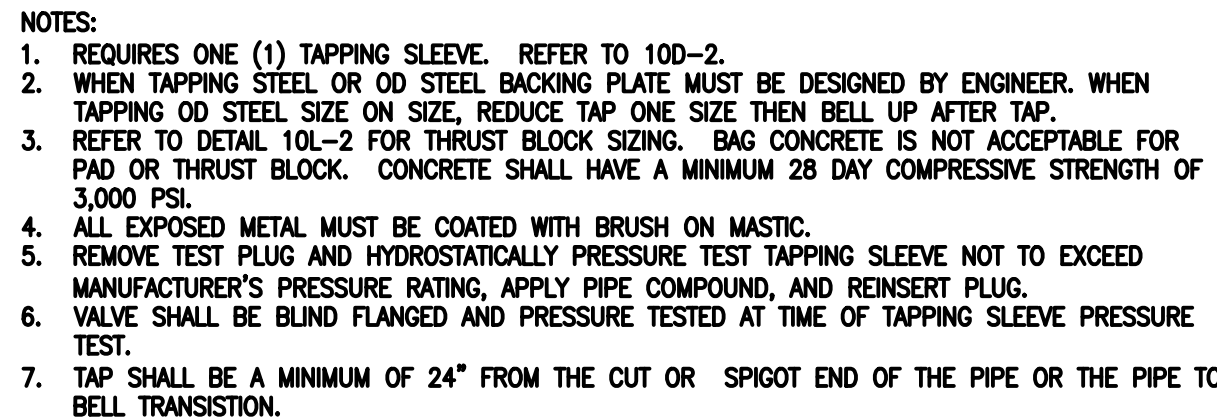 NOTES:
1. REQUIRES ONE (1) TAPPING SLEEVE. REFER TO 10D-2.
2. WHEN TAPPING STEEL OR OD STEEL BACKING PLATE MUST BE DESIGNED BY ENGINEER. WHEN
TAPPING OD STEEL SIZE ON SIZE, REDUCE TAP ONE SIZE THEN BELL UP AFTER TAP.
3. REFER TO DETAIL 10L-2 FOR THRUST BLOCK SIZING. BAG CONCRETE IS NOT ACCEPTABLE FOR
PAD OR THRUST BLOCK. CONCRETE SHALL HAVE A MINIMUM 28 DAY COMPRESSIVE STRENGTH OF
3,000 PSI.
4. ALL EXPOSED METAL MUST BE COATED WITH BRUSH ON MASTIC.
5. REMOVE TEST PLUG AND HYDROSTATICALLY PRESSURE TEST TAPPING SLEEVE NOT TO EXCEED
MANUFACTURER'S PRESSURE RATING, APPLY PIPE COMPOUND, AND REINSERT PLUG.
6. VALVE SHALL BE BLIND FLANGED AND PRESSURE TESTED AT TIME OF TAPPING SLEEVE PRESSURE
TEST.
7. TAP SHALL BE A MINIMUM OF 24" FROM THE CUT OR SPIGOT END OF THE PIPE OR THE PIPE TO
BELL TRANSISTION.